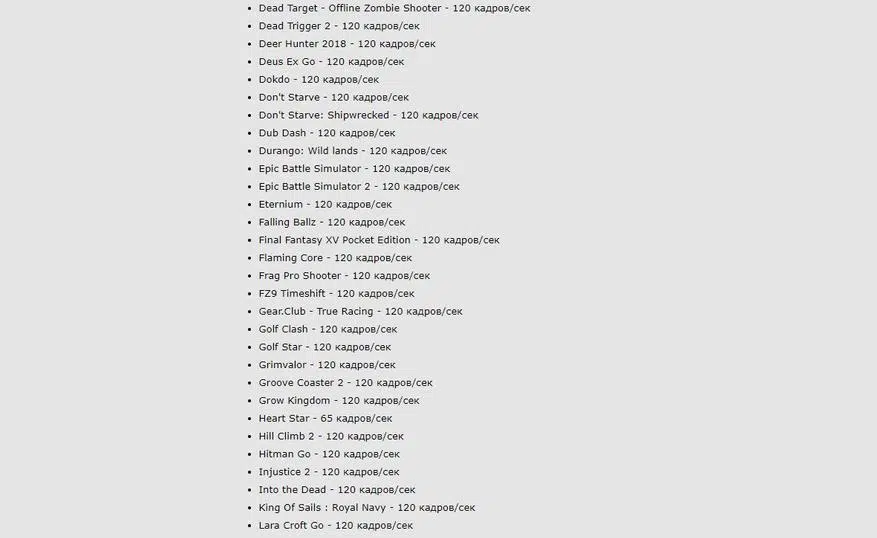 Dead Target - Offline Zombie Shooter - 120 кадров/сек
Dead Trigger 2 - 120 кадров/сек
Deer Hunter 2018 - 120 кадров/сек
Deus Ex Go - 120 кадров/сек
Dokdo - 120 кадров/сек
Don't Starve - 120 кадров/сек
Don't Starve: Shipwrecked - 120 кадров/сек
Dub Dash - 120 кадров/сек
Durango: Wild lands - 120 кадров/сек
Epic Battle Simulator - 120 кадров/сек
Epic Battle Simulator 2 - 120 кадров/сек
Eternium - 120 кадров/сек
Falling Ballz - 120 кадров/сек
Final Fantasy XV Pocket Edition - 120 кадров/сек
Flaming Core - 120 кадров/сек
Frag Pro Shooter - 120 кадров/сек
FZ9 Timeshift - 120 кадров/сек
Gear.Club - True Racing - 120 кадров/сек
Golf Clash - 120 кадров/сек
Golf Star - 120 кадров/сек
Grimvalor - 120 кадров/сек
Groove Coaster 2 - 120 кадров/сек
Grow Kingdom - 120 кадров/сек
Heart Star - 65 кадров/сек
Hill Climb 2 - 120 кадров/сек
Hitman Go - 120 кадров/сек
Injustice 2 - 120 кадров/сек
Into the Dead - 120 кадров/сек
King Of Sails : Royal Navy - 120 кадров/сек
Lara Croft Go - 120 кадров/сек